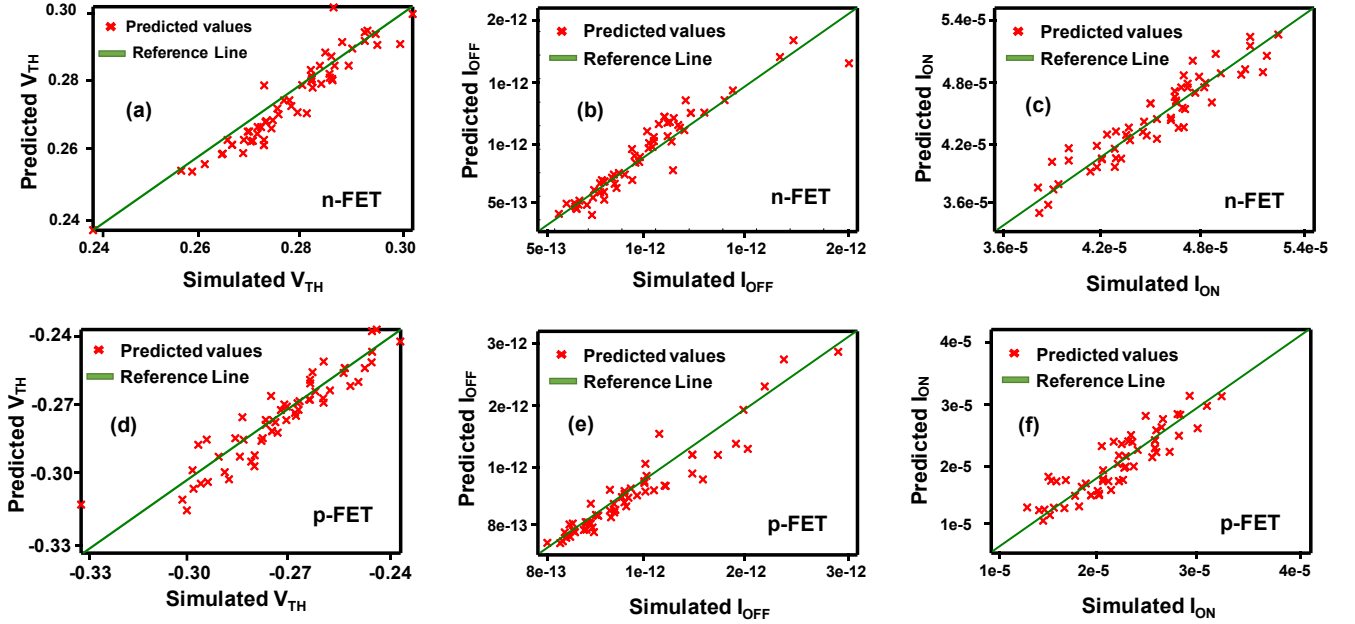 0.30
0.28
0.26
0.24
Predicted V_TH
Predicted values
Reference Line
(a)
n-FET
0.24 0.26 0.28 0.30
Simulated V_TH
2e-12
1e-12
1e-12
5e-13
Predicted I_OFF
Predicted values
Reference Line
(b)
n-FET
5e-13 1e-12 1e-12 2e-12
Simulated I_OFF
5.4e-5
4.8e-5
4.2e-5
3.6e-5
Predicted I_ON
Predicted values
Reference Line
(c)
n-FET
3.6e-5 4.2e-5 4.8e-5 5.4e-5
Simulated I_ON
-0.24
-0.27
-0.30
-0.33
Predicted V_TH
Predicted values
Reference Line
(d)
p-FET
-0.33 -0.30 -0.27 -0.24
Simulated V_TH
3e-12
2e-12
1e-12
8e-13
Predicted I_OFF
Predicted values
Reference Line
(e)
p-FET
8e-13 1e-12 2e-12 3e-12
Simulated I_OFF
4e-5
3e-5
2e-5
1e-5
Predicted I_ON
Predicted values
Reference Line
(f)
p-FET
1e-5 2e-5 3e-5 4e-5
Simulated I_ON